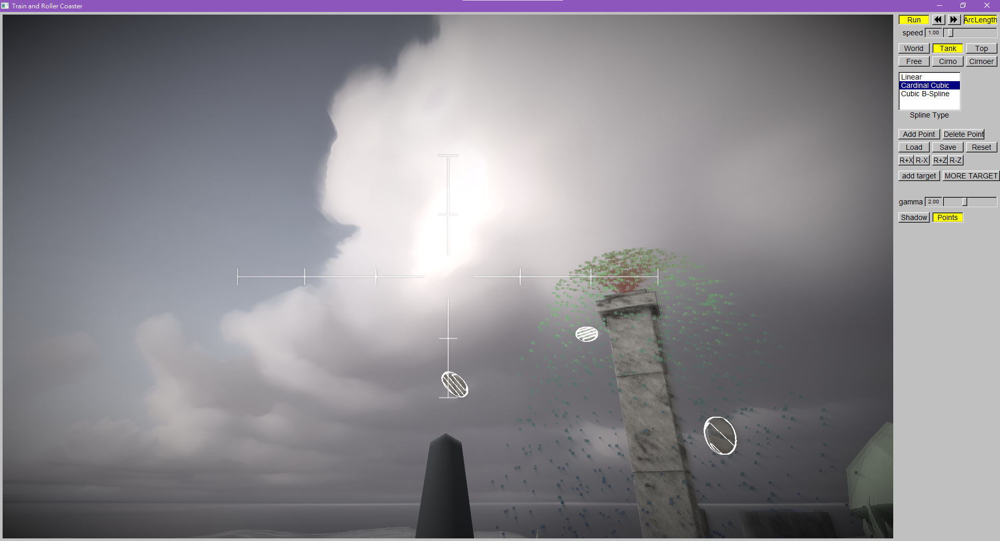 Train and Roller Coaster
Run ArcLength
speed 1.00
World Tank Top
Free Cirno Cirnoer
Linear
Cardinal Cubic
Cubic B-Spline
Spline Type
Add Point Delete Point
Load Save Reset
R+X R-X R+Z R-Z
add target MORE TARGET
gamma 2.00
Shadow Points